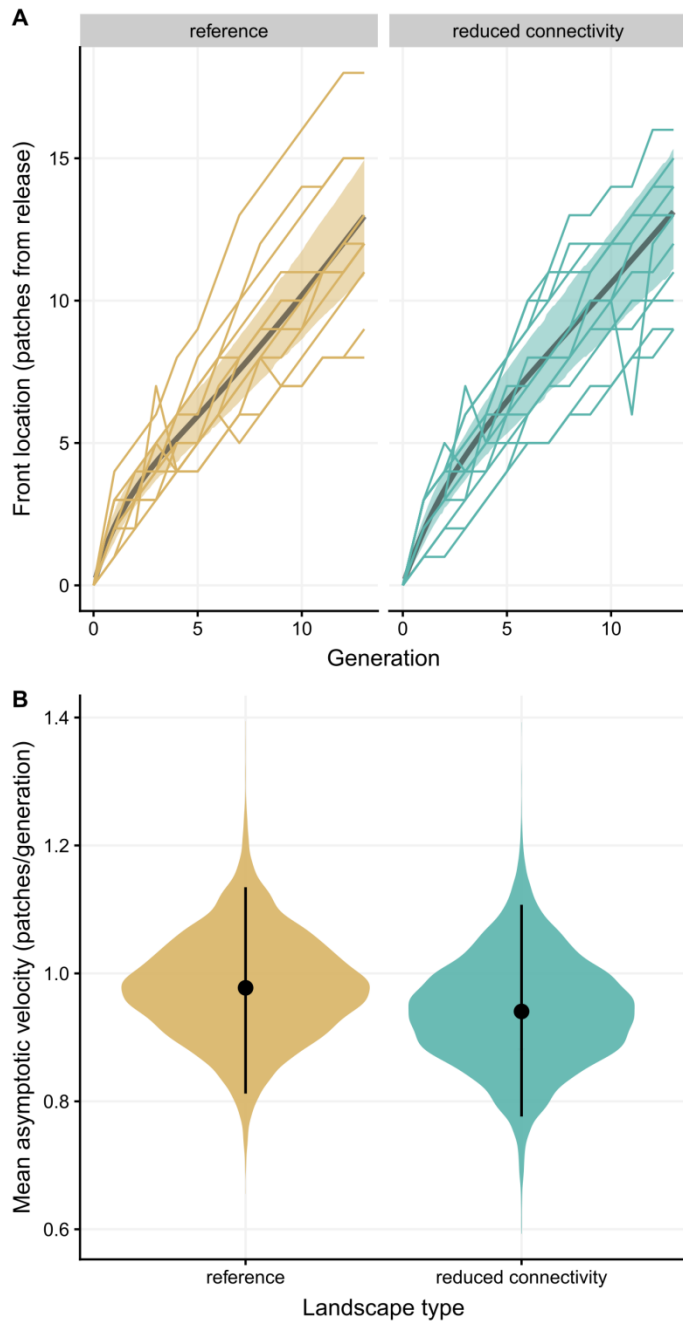 A
reference
reduced connectivity
Front location (patches from release)
15
10
5
0
0
5
10
0
5
10
Generation
B
Mean asymptotic velocity (patches/generation)
1.4
1.2
1.0
0.8
0.6
reference
reduced connectivity
Landscape type